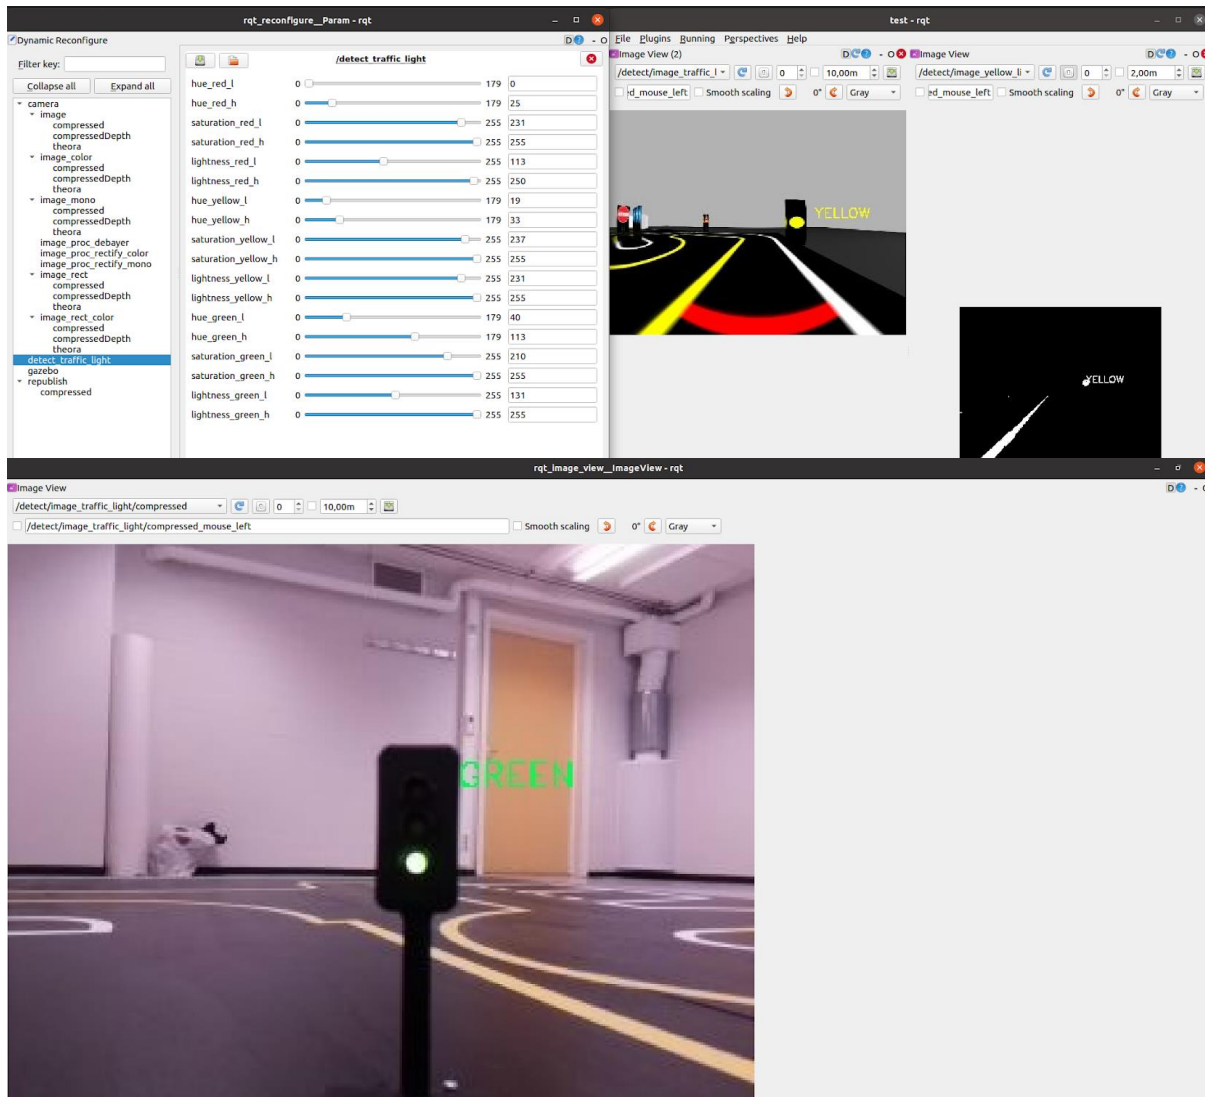 rqt_reconfigure__Param - rqt
Dynamic Reconfigure
D
- O
Filter key:
Collapse all
Expand all
camera
image
compressed
compressedDepth
theora
image_color
compressed
compressedDepth
theora
image_mono
compressed
compressedDepth
theora
image_proc_debayer
image_proc_rectify_color
image_proc_rectify_mono
image_rect
compressed
compressedDepth
theora
image_rect_color
compressed
compressedDepth
theora
detect_traffic_light
gazebo
republish
compressed
/detect_traffic_light
hue_red_l 0 179 0
hue_red_h 0 179 25
saturation_red_l 0 255 231
saturation_red_h 0 255 255
lightness_red_l 0 255 113
lightness_red_h 0 255 250
hue_yellow_l 0 179 19
hue_yellow_h 0 179 33
saturation_yellow_l 0 255 237
saturation_yellow_h 0 255 255
lightness_yellow_l 0 255 231
lightness_yellow_h 0 255 255
hue_green_l 0 179 40
hue_green_h 0 179 113
saturation_green_l 0 255 210
saturation_green_h 0 255 255
lightness_green_l 0 255 131
lightness_green_h 0 255 255
test - rqt
File Plugins Running Perspectives Help
Image View (2) D - O
/detect/image_traffic_l 0 10,00m
ed_mouse_left Smooth scaling 0° Gray
YELLOW
Image View D - O
/detect/image_yellow_li 0 2,00m
ed_mouse_left Smooth scaling 0° Gray
YELLOW
rqt_image_view__ImageView - rqt
Image View D - O
/detect/image_traffic_light/compressed 0 10,00m
/detect/image_traffic_light/compressed_mouse_left Smooth scaling 0° Gray
GREEN